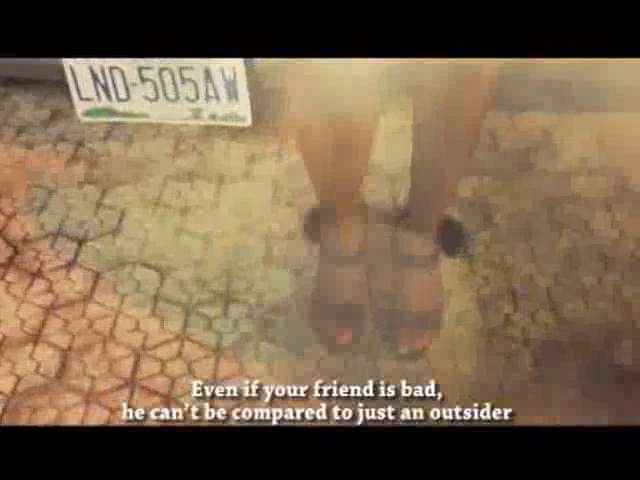 LND-505AW
Even if your friend is bad,
he can't be compared to just an outsider